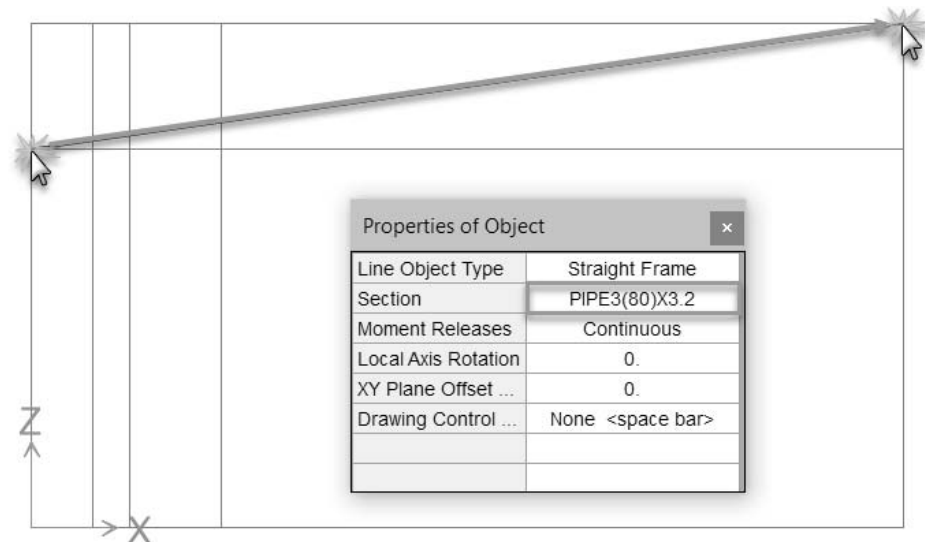 Properties of Object
×
Line Object Type Straight Frame
Section PIPE3(80)X3.2
Moment Releases Continuous
Local Axis Rotation 0.
XY Plane Offset ... 0.
Drawing Control ... None <space bar>
Z
X